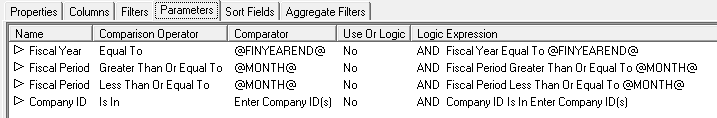 Properties Columns Filters Parameters Sort Fields Aggregate Filters
Name Comparison Operator Comparator Use Or Logic Logic Expression
Fiscal Year Equal To @FINYEAREND@ No AND Fiscal Year Equal To @FINYEAREND@
Fiscal Period Greater Than Or Equal To @MONTH@ No AND Fiscal Period Greater Than Or Equal To @MONTH@
Fiscal Period Less Than Or Equal To @MONTH@ No AND Fiscal Period Less Than Or Equal To @MONTH@
Company ID Is In Enter Company ID(s) No AND Company ID Is In Enter Company ID(s)